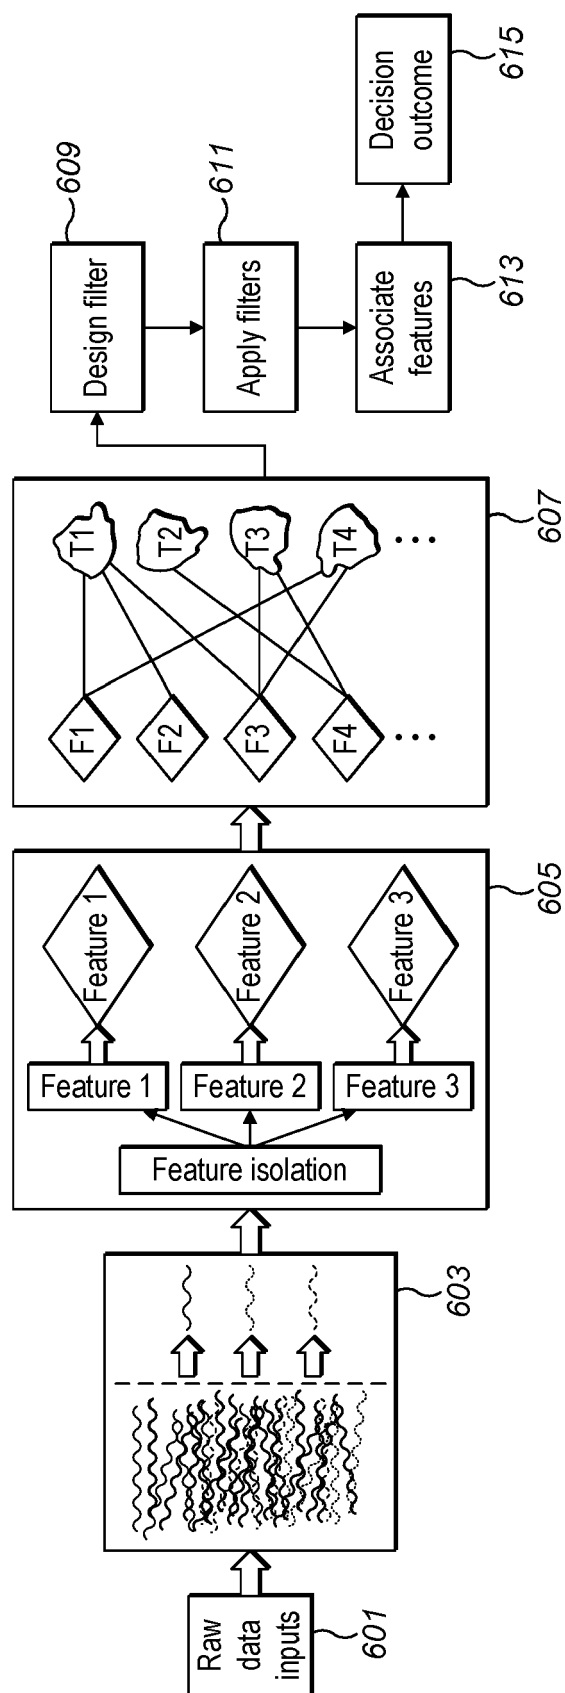 Raw
data
inputs
601
603
Feature isolation
Feature 1
Feature 2
Feature 3
Feature 1
Feature 2
Feature 3
605
F1
F2
F3
F4
...
T1
T2
T3
T4
...
607
Design filter
609
Apply filters
611
Associate
features
613
Decision
outcome
615